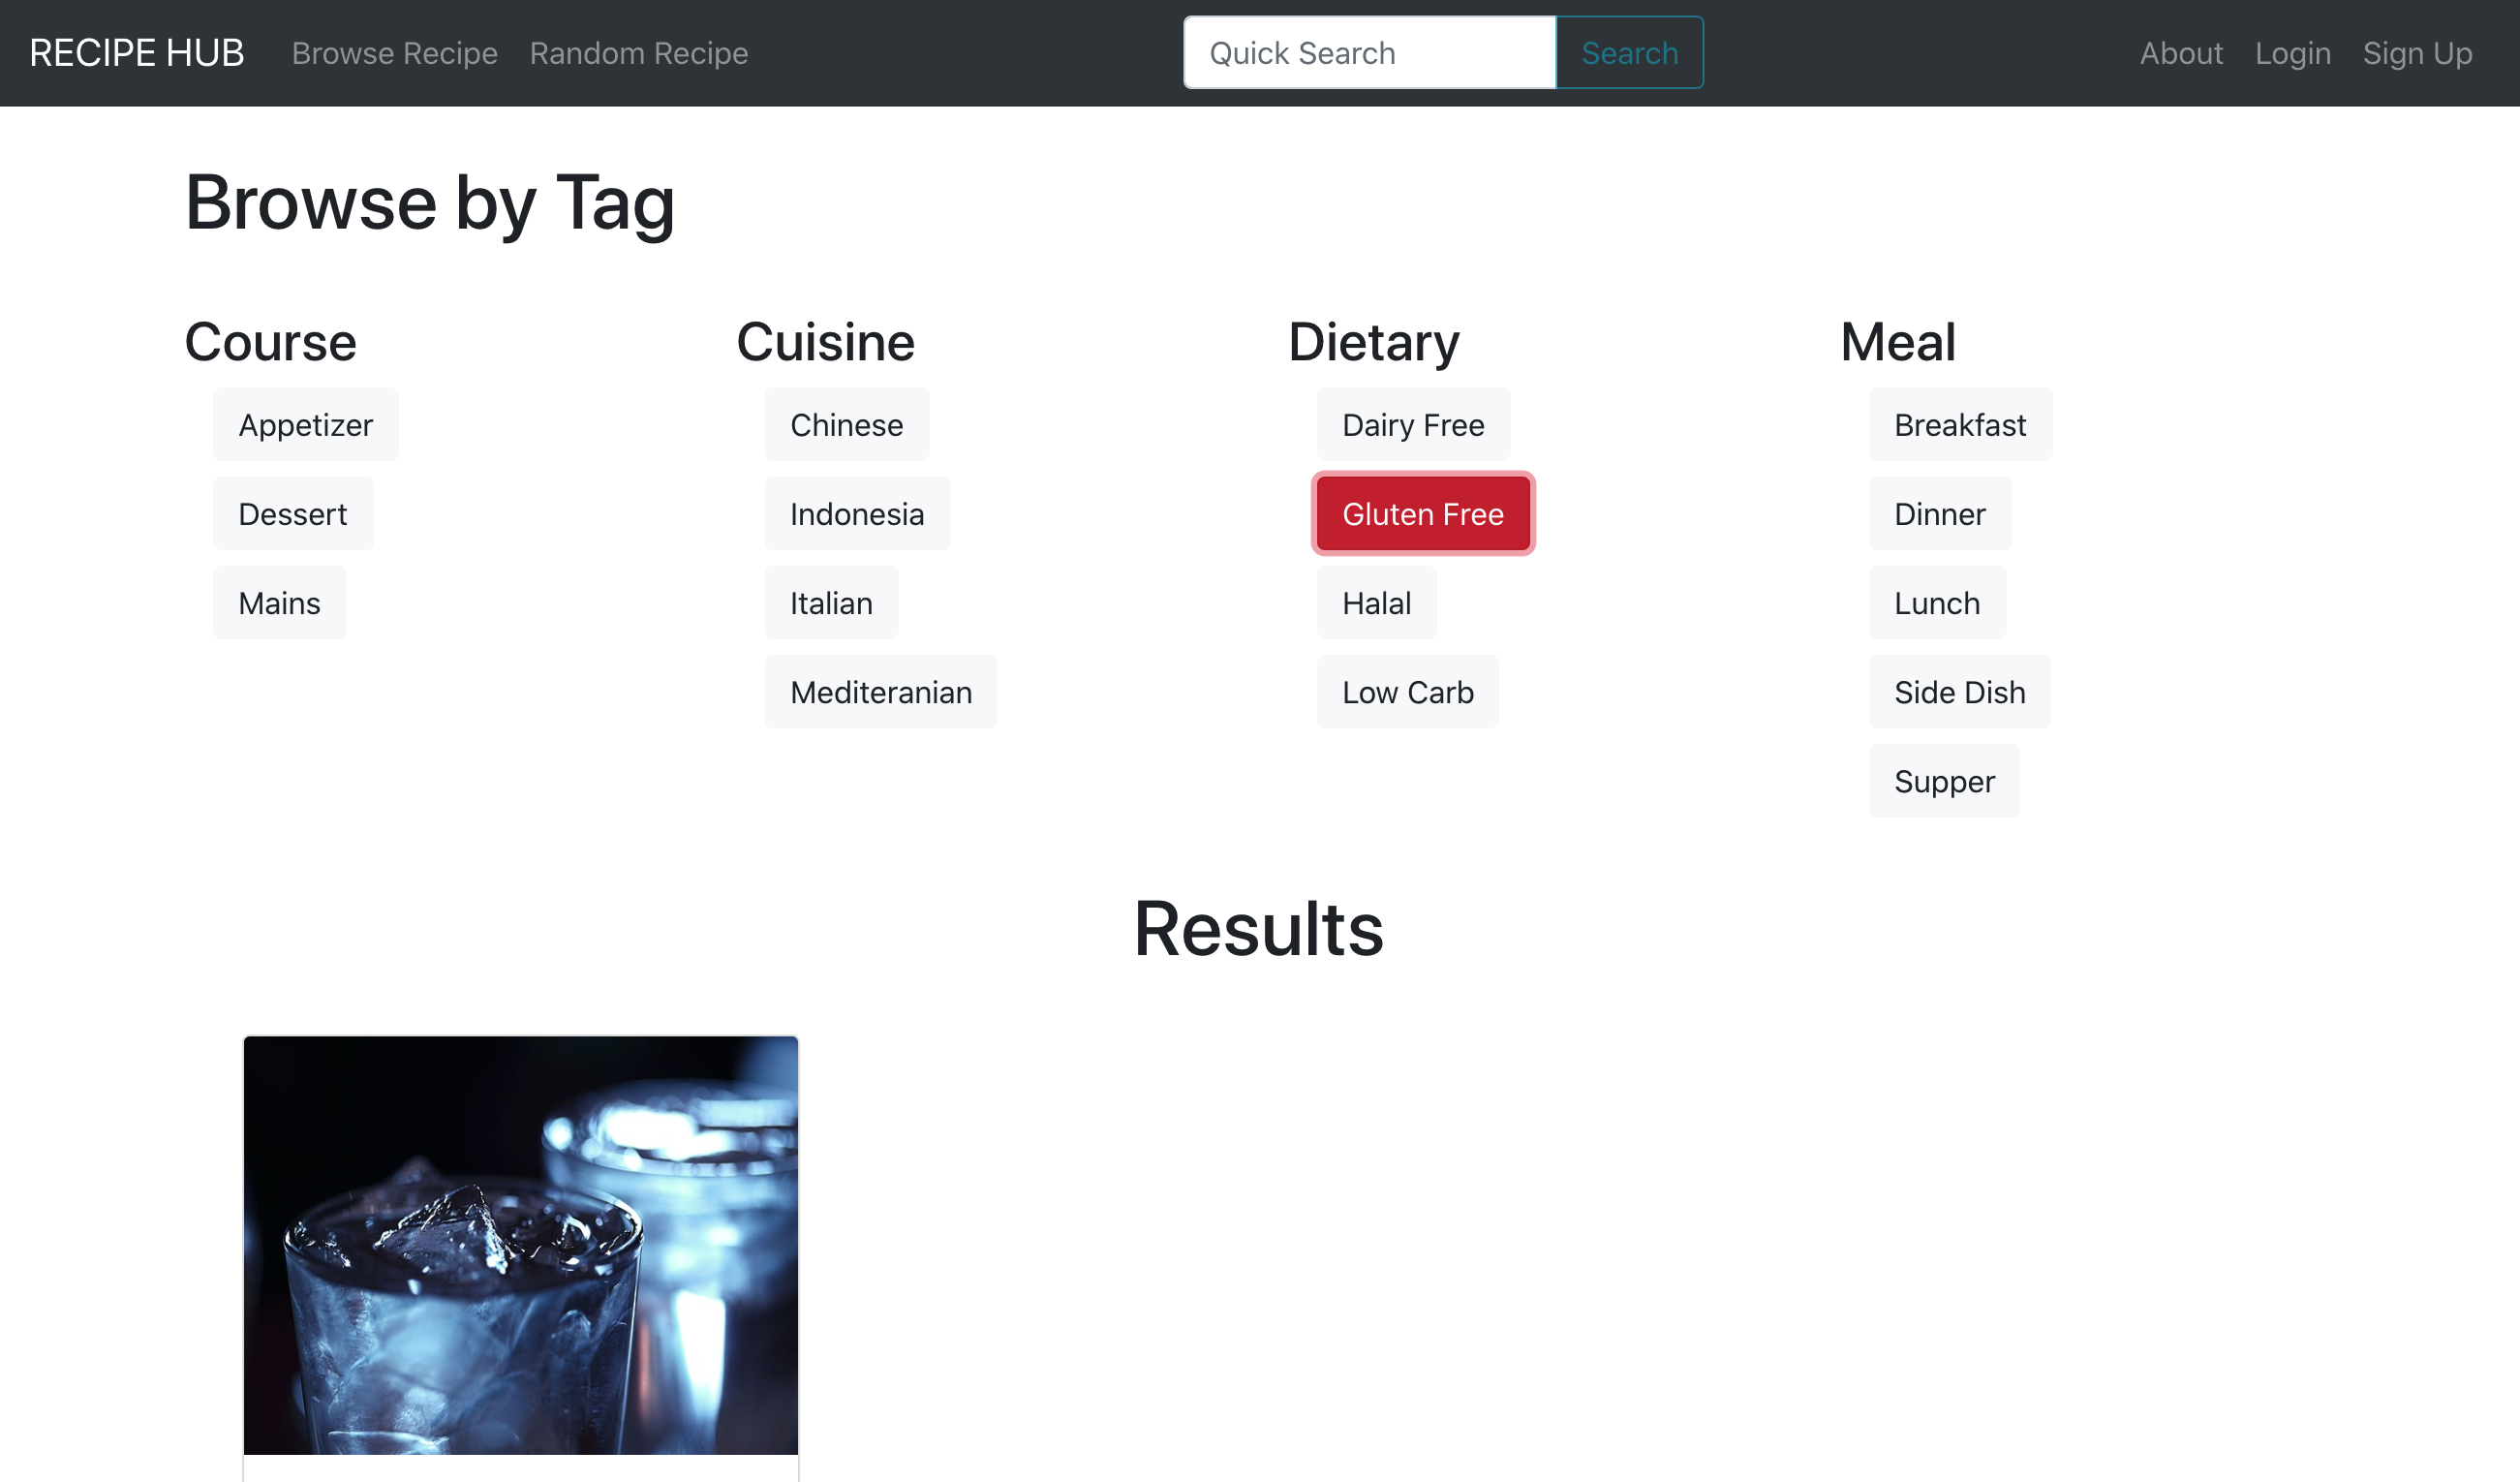 RECIPE HUB Browse Recipe Random Recipe Quick Search Search About Login Sign Up
Browse by Tag
Course
Appetizer
Dessert
Mains
Cuisine
Chinese
Indonesia
Italian
Mediteranian
Dietary
Dairy Free
Gluten Free
Halal
Low Carb
Meal
Breakfast
Dinner
Lunch
Side Dish
Supper
Results